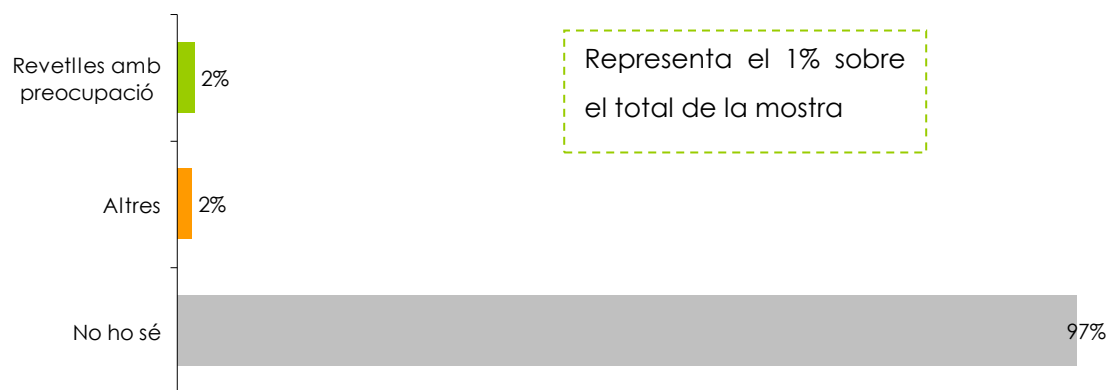 Revetlles amb
preocupació
2%
Representa el 1% sobre
el total de la mostra
Altres
2%
No ho sé
97%